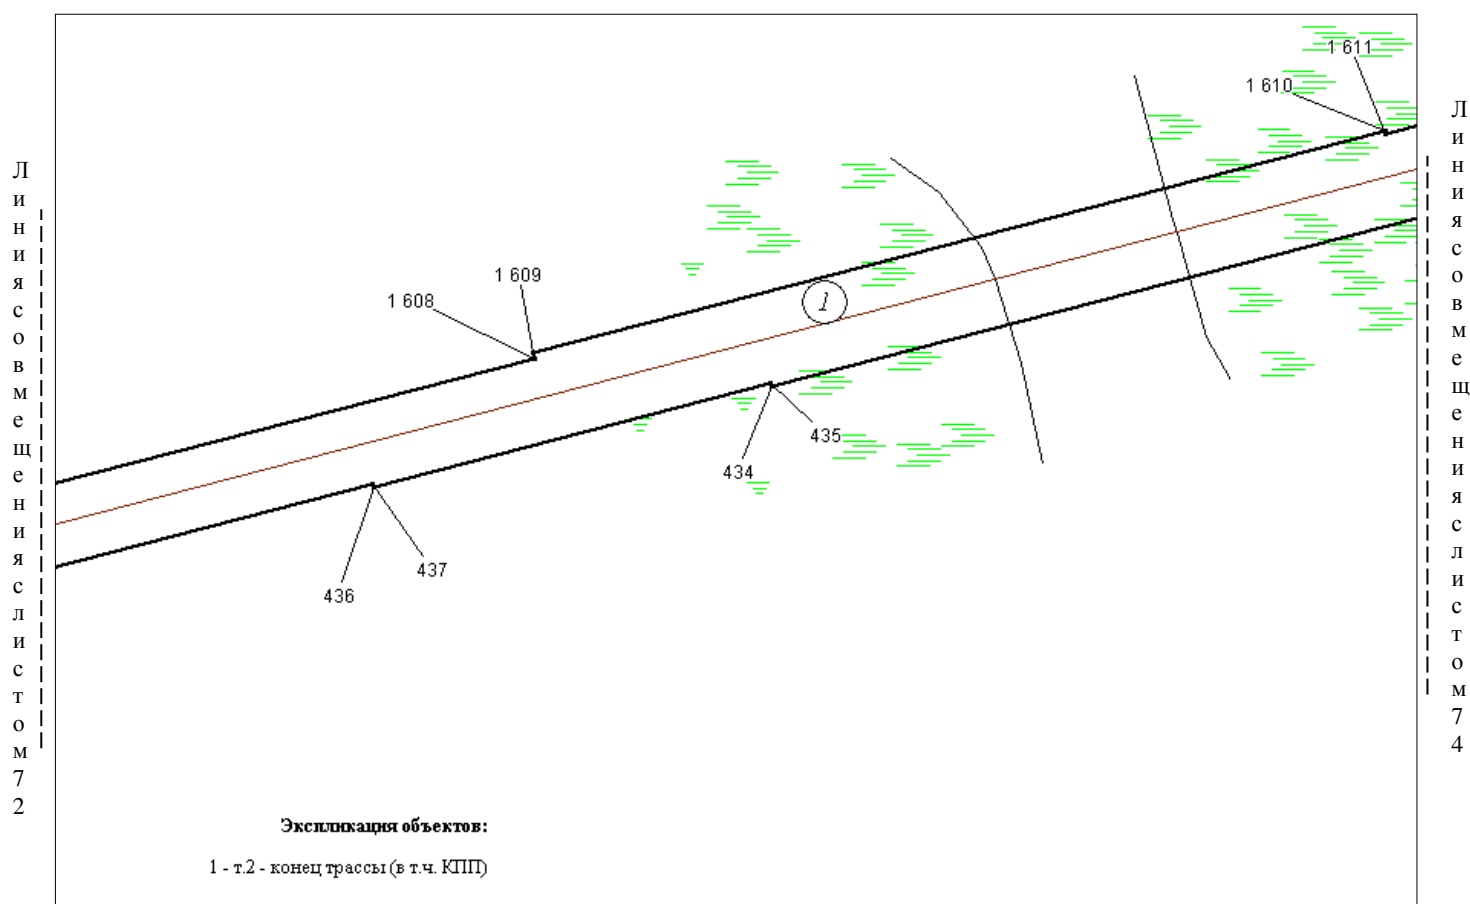 Линия совмещения с листом 72
1 611
1 610
1 609
1 608
1
435
434
437
436
Экспликация объектов:
1 - т.2 - конец трассы (в т.ч. КПП)
Линия совмещения с листом 74